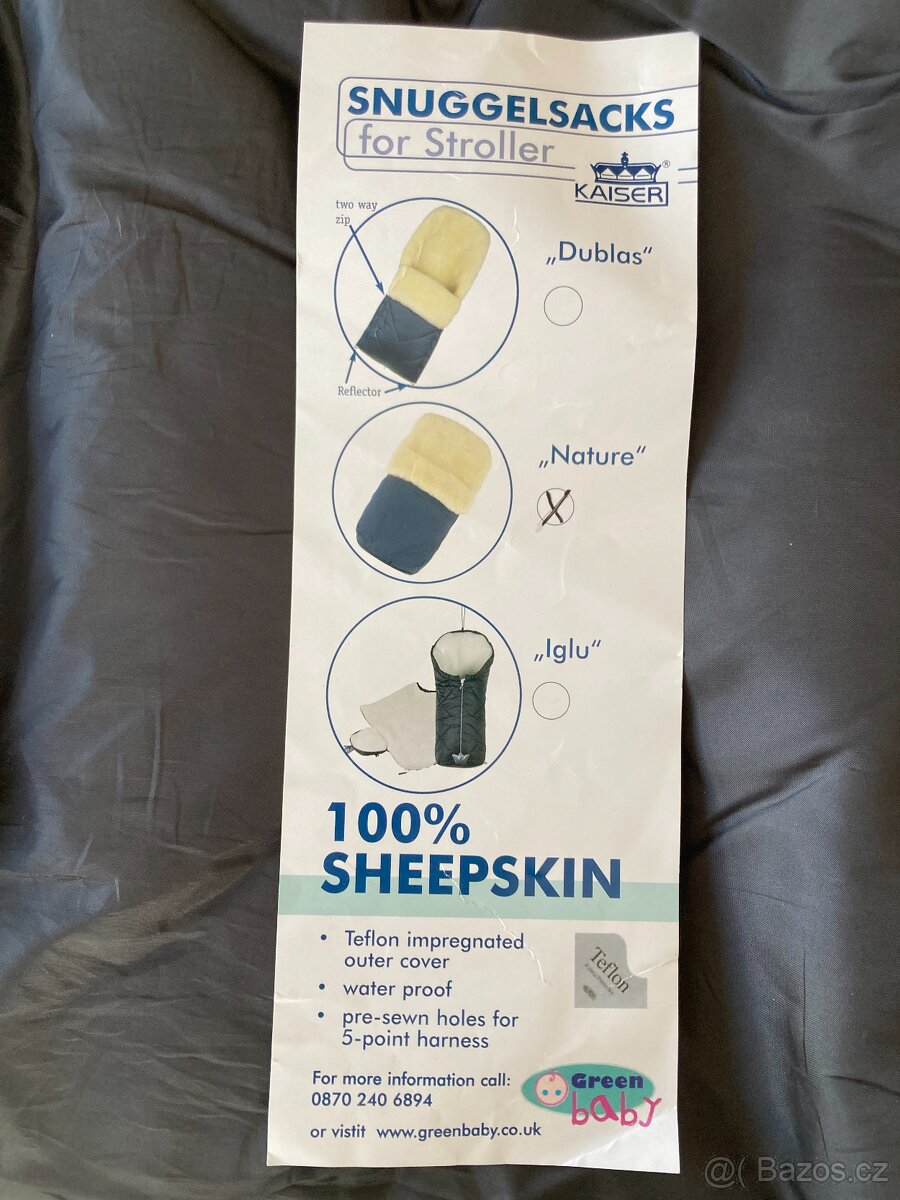 SNUGGELSACKS
for Stroller
KAISER®
two way
zip
„Dublas“
Reflector
„Nature“
X
„Iglu“
100%
SHEEPSKIN
• Teflon impregnated
outer cover
• water proof
• pre-sewn holes for
5-point harness
Teflon
For more information call:
0870 240 6894
or vistit www.greenbaby.co.uk
Green
baby
@( Bazos.cz